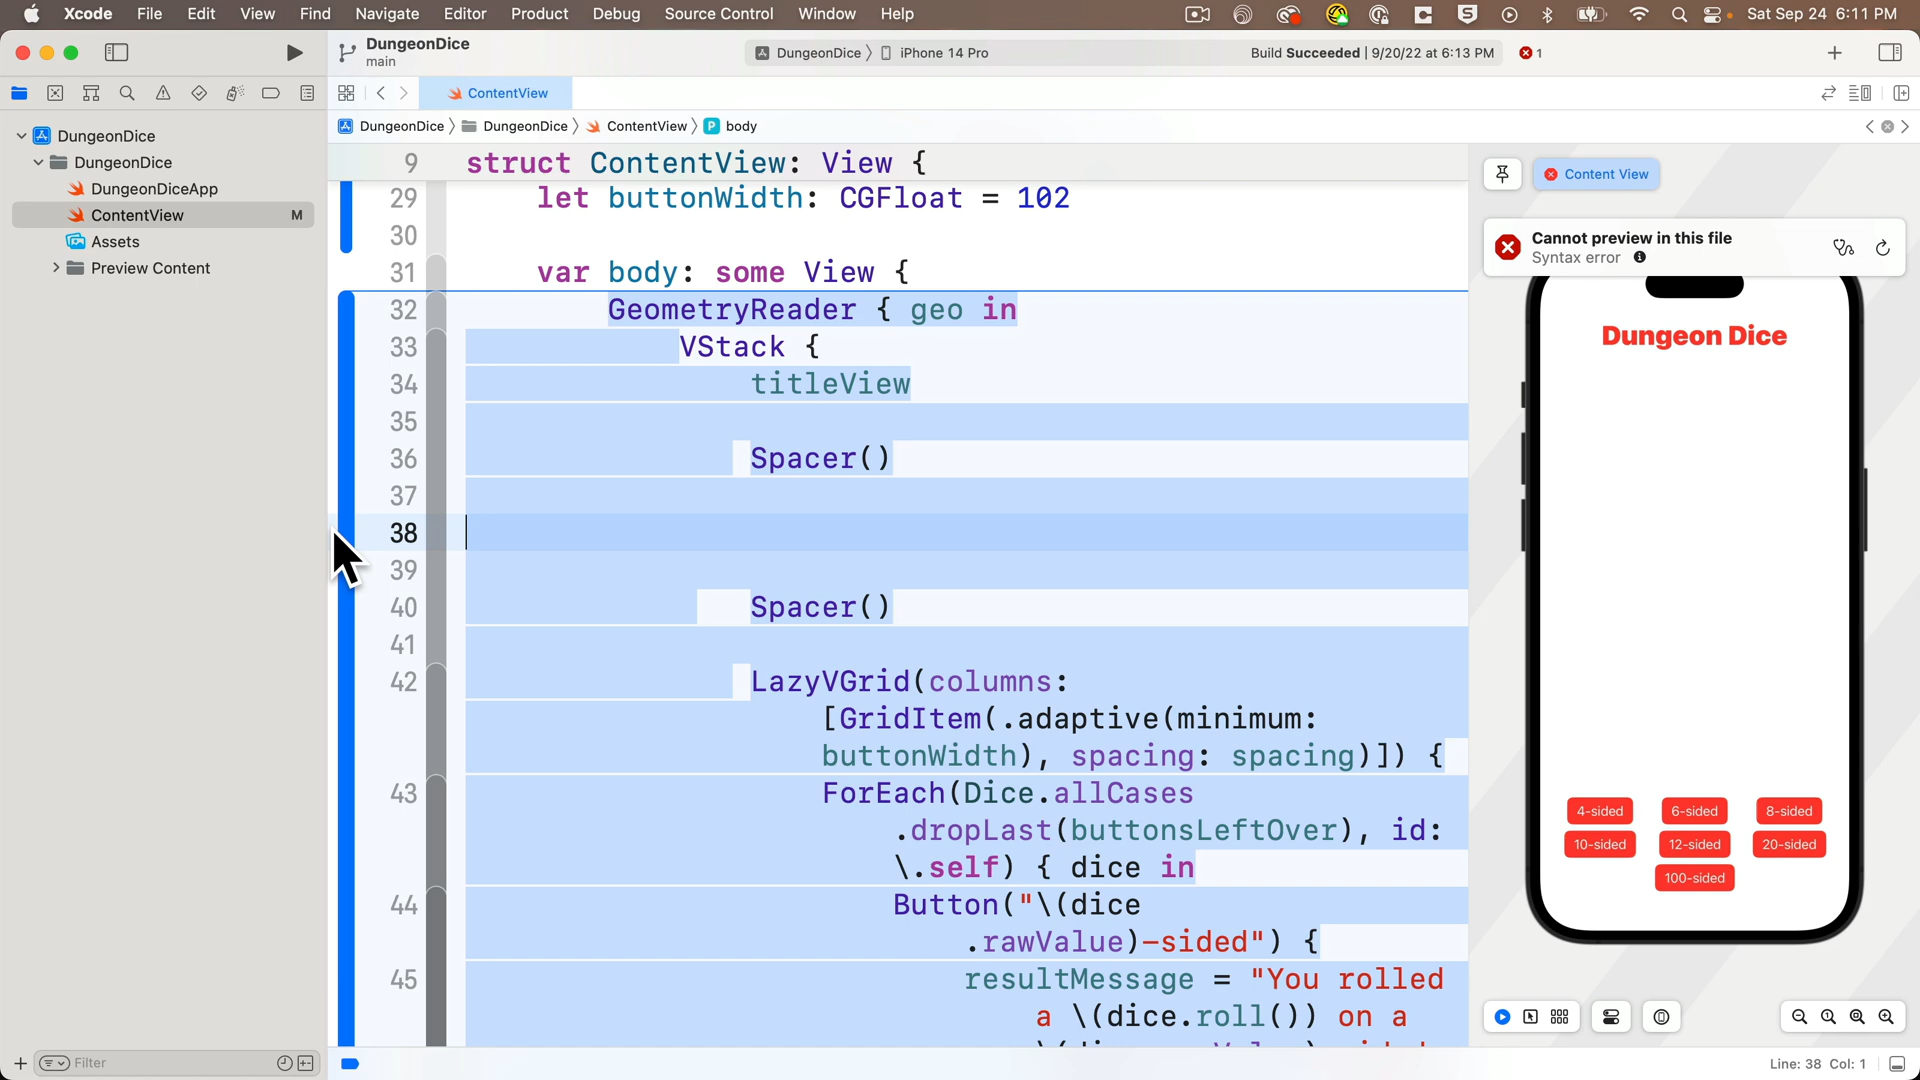 Xcode File Edit View Find Navigate Editor Product Debug Source Control Window Help Sat Sep 24 6:11 PM
DungeonDice
main
DungeonDice iPhone 14 Pro Build Succeeded | 9/20/22 at 6:13 PM 1
ContentView
DungeonDice DungeonDice ContentView body
DungeonDice
DungeonDice
DungeonDiceApp
ContentView M
Assets
Preview Content
9 struct ContentView: View {
29 let buttonWidth: CGFloat = 102
30
31 var body: some View {
32 GeometryReader { geo in
33 VStack {
34 titleView
35
36 Spacer()
37
38
39
40 Spacer()
41
42 LazyVGrid(columns:
[GridItem(.adaptive(minimum:
buttonWidth), spacing: spacing)]) {
43 ForEach(Dice.allCases
.dropLast(buttonsLeftOver), id:
\.self) { dice in
44 Button("\(dice
.rawValue)-sided") {
45 resultMessage = "You rolled
a \(dice.roll()) on a
Content View
Cannot preview in this file
Syntax error
Dungeon Dice
4-sided 6-sided 8-sided
10-sided 12-sided 20-sided
100-sided
Filter
Line: 38 Col: 1